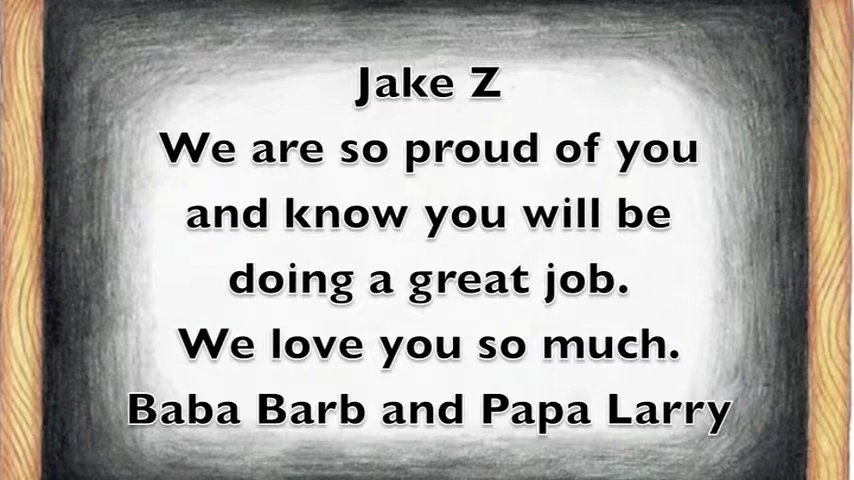 Jake Z
We are so proud of you
and know you will be
doing a great job.
We love you so much.
Baba Barb and Papa Larry